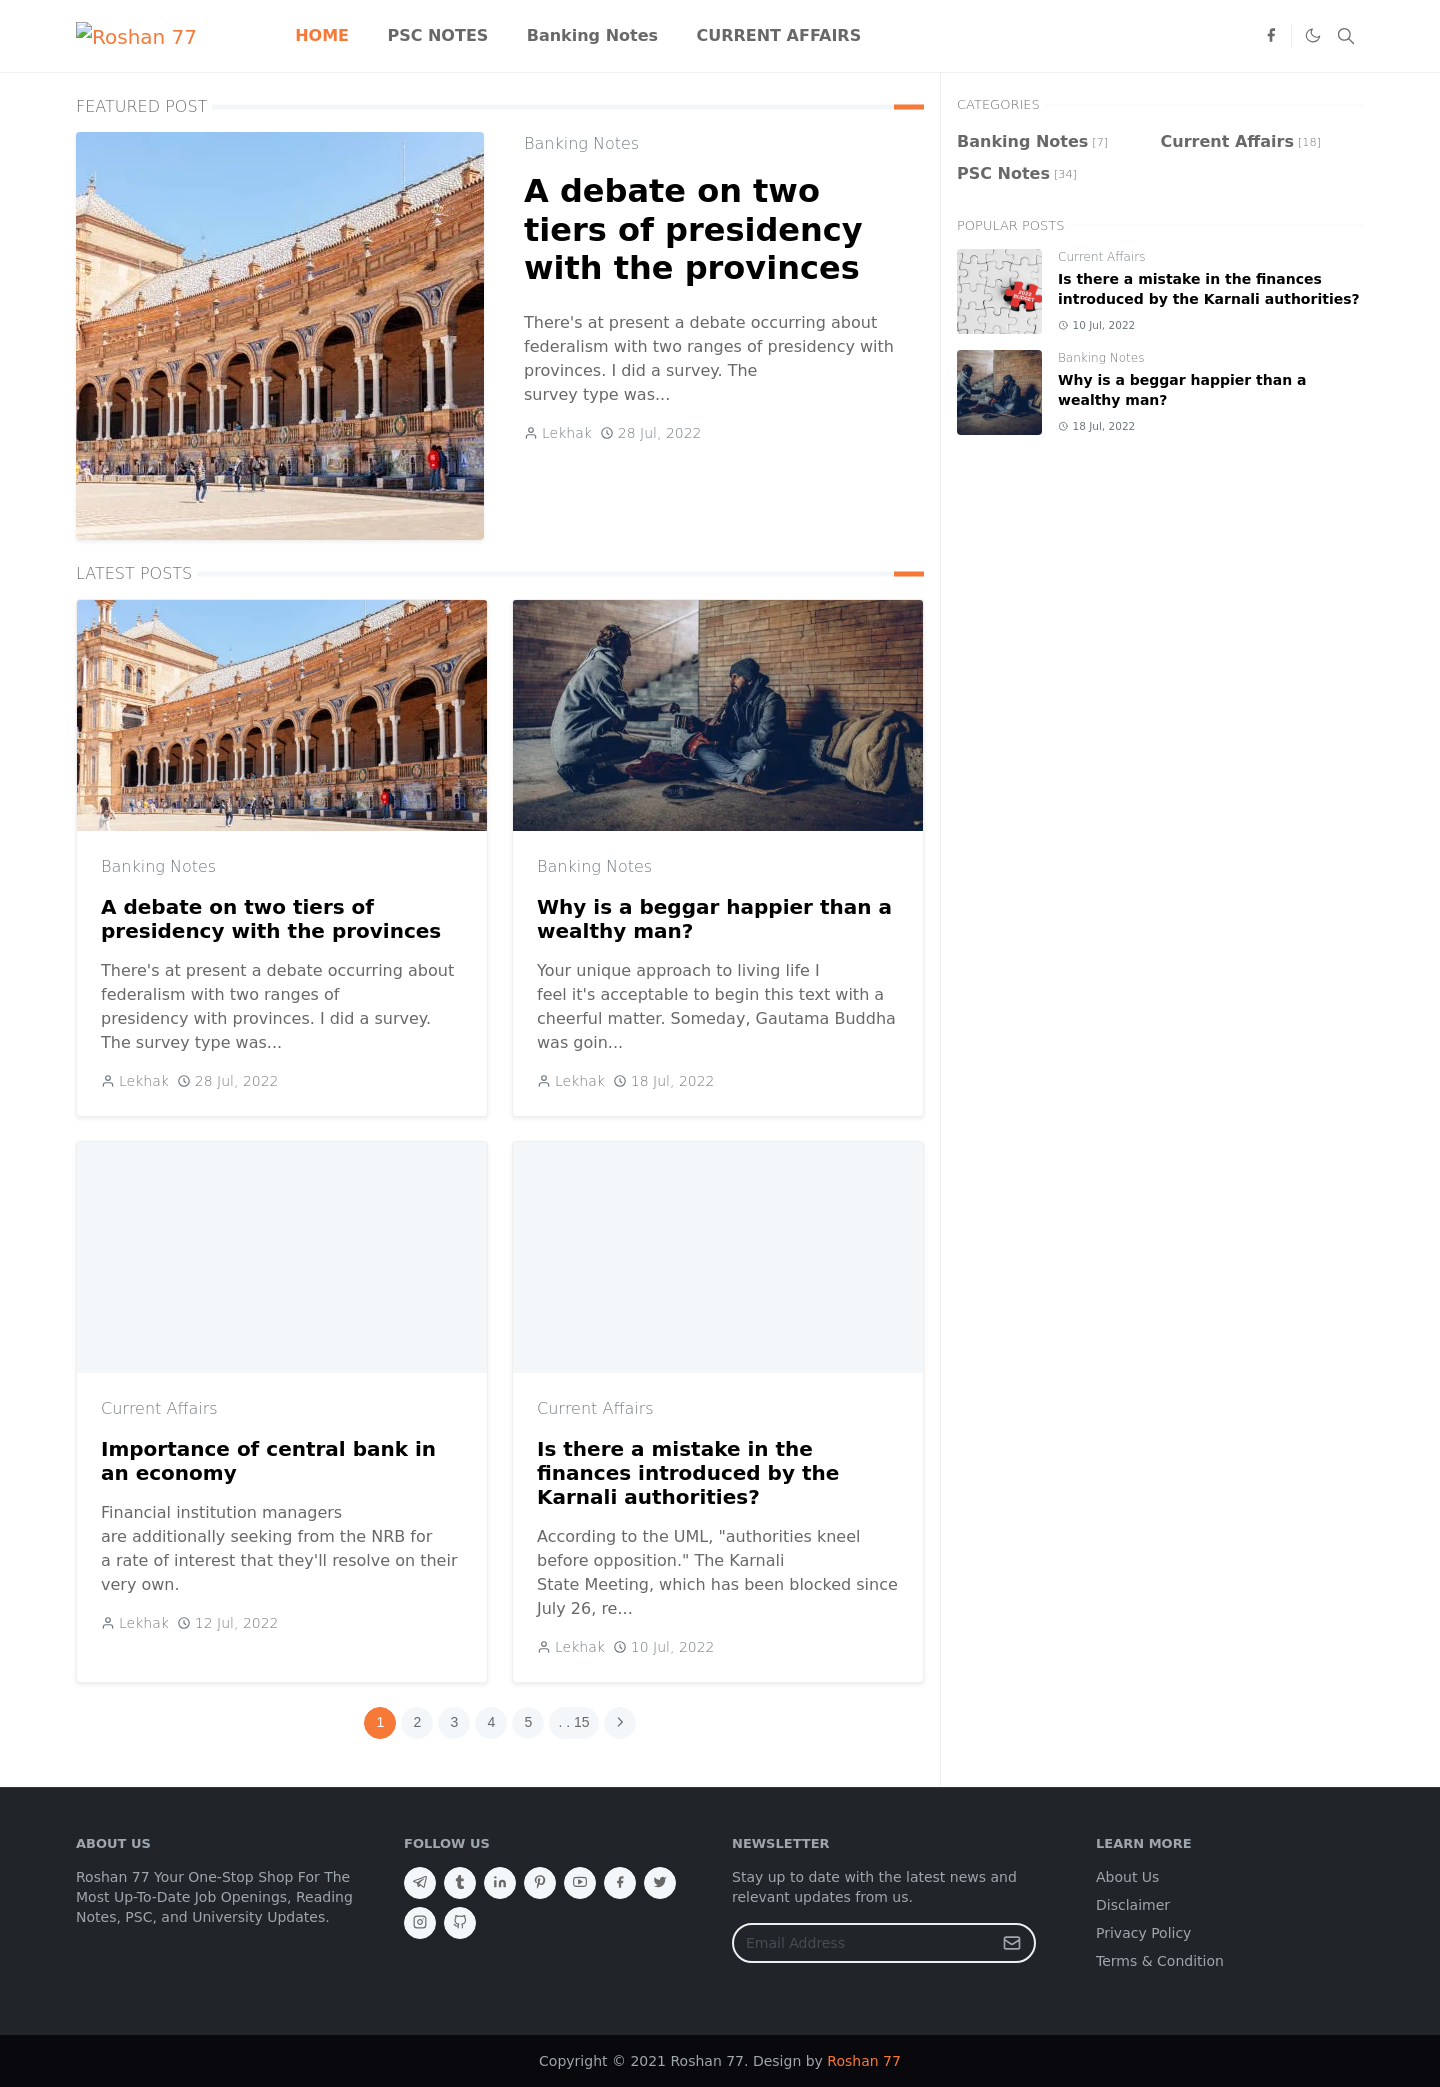 Roshan 77
HOME
PSC NOTES
Banking Notes
CURRENT AFFAIRS
FEATURED POST
Banking Notes
A debate on two
tiers of presidency
with the provinces
There's at present a debate occurring about
federalism with two ranges of presidency with
provinces. I did a survey. The
survey type was...
Lekhak 28 Jul, 2022
LATEST POSTS
Banking Notes
A debate on two tiers of
presidency with the provinces
There's at present a debate occurring about
federalism with two ranges of
presidency with provinces. I did a survey.
The survey type was...
Lekhak 28 Jul, 2022
Banking Notes
Why is a beggar happier than a
wealthy man?
Your unique approach to living life I
feel it's acceptable to begin this text with a
cheerful matter. Someday, Gautama Buddha
was goin...
Lekhak 18 Jul, 2022
Current Affairs
Importance of central bank in
an economy
Financial institution managers
are additionally seeking from the NRB for
a rate of interest that they'll resolve on their
very own.
Lekhak 12 Jul, 2022
Current Affairs
Is there a mistake in the
finances introduced by the
Karnali authorities?
According to the UML, "authorities kneel
before opposition." The Karnali
State Meeting, which has been blocked since
July 26, re...
Lekhak 10 Jul, 2022
1 2 3 4 5 . . 15
CATEGORIES
Banking Notes [7]
Current Affairs [18]
PSC Notes [34]
POPULAR POSTS
2022
BUDGET
Current Affairs
Is there a mistake in the finances
introduced by the Karnali authorities?
10 Jul, 2022
Banking Notes
Why is a beggar happier than a
wealthy man?
18 Jul, 2022
ABOUT US
Roshan 77 Your One-Stop Shop For The
Most Up-To-Date Job Openings, Reading
Notes, PSC, and University Updates.
FOLLOW US
NEWSLETTER
Stay up to date with the latest news and
relevant updates from us.
Email Address
LEARN MORE
About Us
Disclaimer
Privacy Policy
Terms & Condition
Copyright © 2021 Roshan 77. Design by Roshan 77